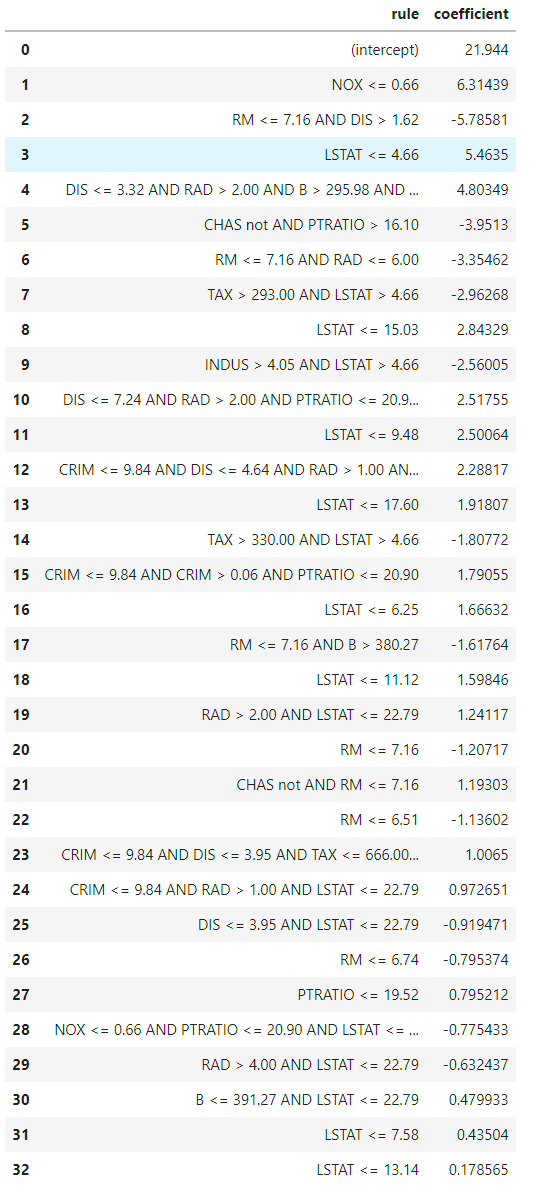 rule coefficient
0 (intercept) 21.944
1 NOX <= 0.66 6.31439
2 RM <= 7.16 AND DIS > 1.62 -5.78581
3 LSTAT <= 4.66 5.4635
4 DIS <= 3.32 AND RAD > 2.00 AND B > 295.98 AND ... 4.80349
5 CHAS not AND PTRATIO > 16.10 -3.9513
6 RM <= 7.16 AND RAD <= 6.00 -3.35462
7 TAX > 293.00 AND LSTAT > 4.66 -2.96268
8 LSTAT <= 15.03 2.84329
9 INDUS > 4.05 AND LSTAT > 4.66 -2.56005
10 DIS <= 7.24 AND RAD > 2.00 AND PTRATIO <= 20.9... 2.51755
11 LSTAT <= 9.48 2.50064
12 CRIM <= 9.84 AND DIS <= 4.64 AND RAD > 1.00 AN... 2.28817
13 LSTAT <= 17.60 1.91807
14 TAX > 330.00 AND LSTAT > 4.66 -1.80772
15 CRIM <= 9.84 AND CRIM > 0.06 AND PTRATIO <= 20.90 1.79055
16 LSTAT <= 6.25 1.66632
17 RM <= 7.16 AND B > 380.27 -1.61764
18 LSTAT <= 11.12 1.59846
19 RAD > 2.00 AND LSTAT <= 22.79 1.24117
20 RM <= 7.16 -1.20717
21 CHAS not AND RM <= 7.16 1.19303
22 RM <= 6.51 -1.13602
23 CRIM <= 9.84 AND DIS <= 3.95 AND TAX <= 666.00... 1.0065
24 CRIM <= 9.84 AND RAD > 1.00 AND LSTAT <= 22.79 0.972651
25 DIS <= 3.95 AND LSTAT <= 22.79 -0.919471
26 RM <= 6.74 -0.795374
27 PTRATIO <= 19.52 0.795212
28 NOX <= 0.66 AND PTRATIO <= 20.90 AND LSTAT <= ... -0.775433
29 RAD > 4.00 AND LSTAT <= 22.79 -0.632437
30 B <= 391.27 AND LSTAT <= 22.79 0.479933
31 LSTAT <= 7.58 0.43504
32 LSTAT <= 13.14 0.178565